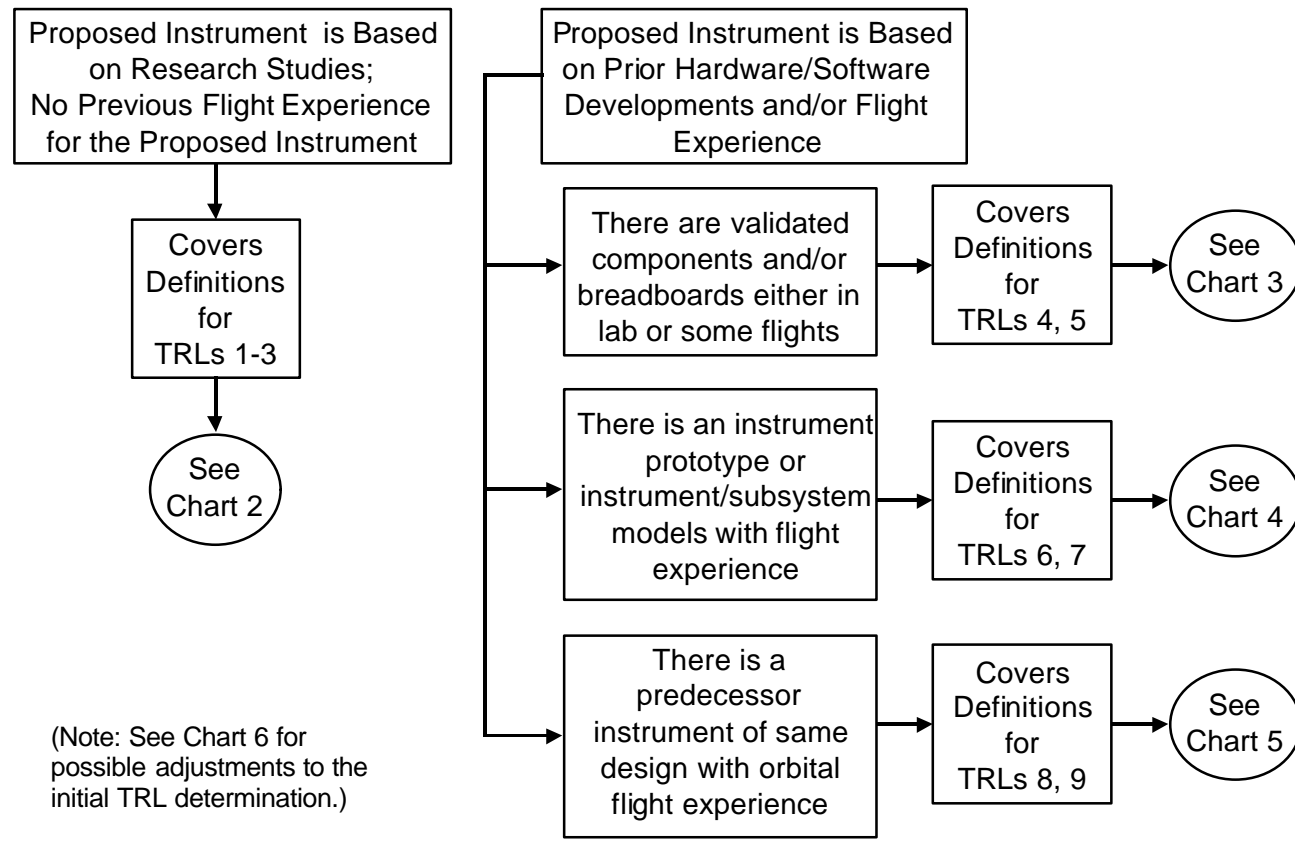 Proposed Instrument is Based
on Research Studies;
No Previous Flight Experience
for the Proposed Instrument
Covers
Definitions
for
TRLs 1-3
See
Chart 2
(Note: See Chart 6 for
possible adjustments to the
initial TRL determination.)
Proposed Instrument is Based
on Prior Hardware/Software
Developments and/or Flight
Experience
There are validated
components and/or
breadboards either in
lab or some flights
Covers
Definitions
for
TRLs 4, 5
See
Chart 3
There is an instrument
prototype or
instrument/subsystem
models with flight
experience
Covers
Definitions
for
TRLs 6, 7
See
Chart 4
There is a
predecessor
instrument of same
design with orbital
flight experience
Covers
Definitions
for
TRLs 8, 9
See
Chart 5